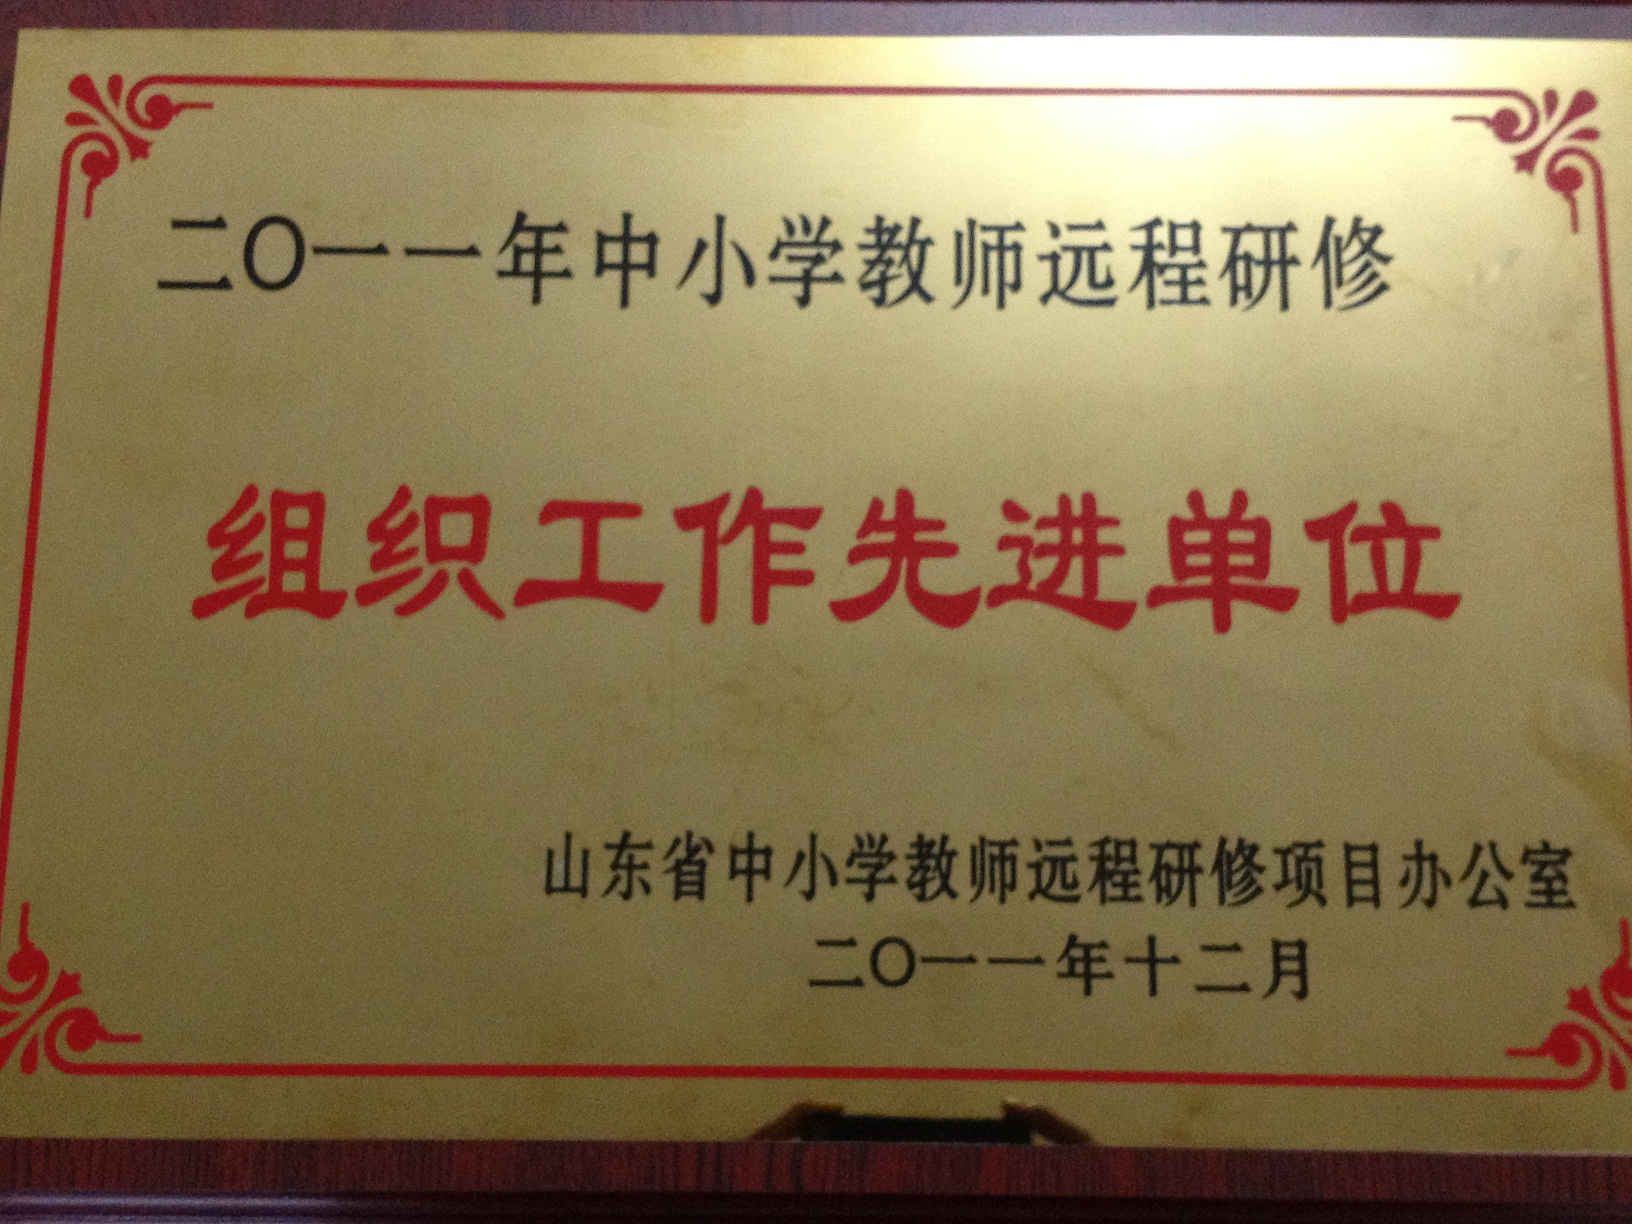 二〇一一年中小学教师远程研修
组织工作先进单位
山东省中小学教师远程研修项目办公室
二〇一一年十二月